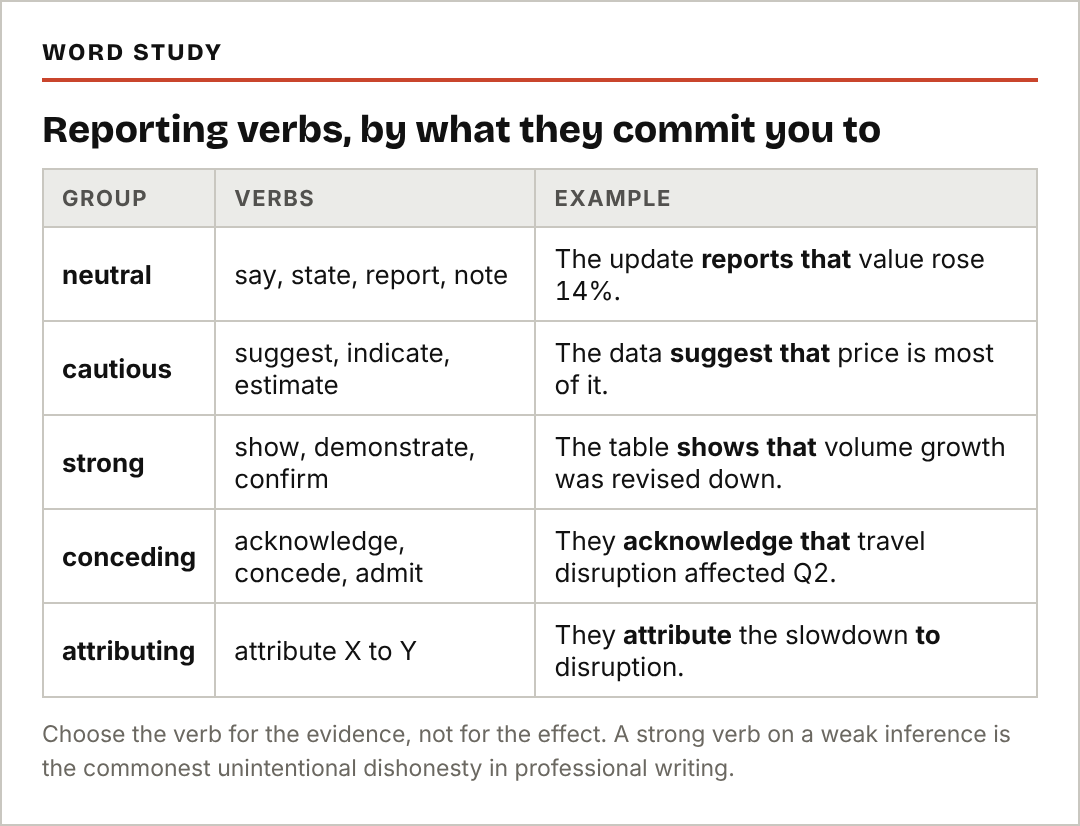 WORD STUDY
Reporting verbs, by what they commit you to
GROUP VERBS EXAMPLE
neutral say, state, report, note The update reports that value rose
14%.
cautious suggest, indicate,
estimate The data suggest that price is most
of it.
strong show, demonstrate,
confirm The table shows that volume growth
was revised down.
conceding acknowledge,
concede, admit They acknowledge that travel
disruption affected Q2.
attributing attribute X to Y They attribute the slowdown to
disruption.
Choose the verb for the evidence, not for the effect. A strong verb on a weak inference is
the commonest unintentional dishonesty in professional writing.